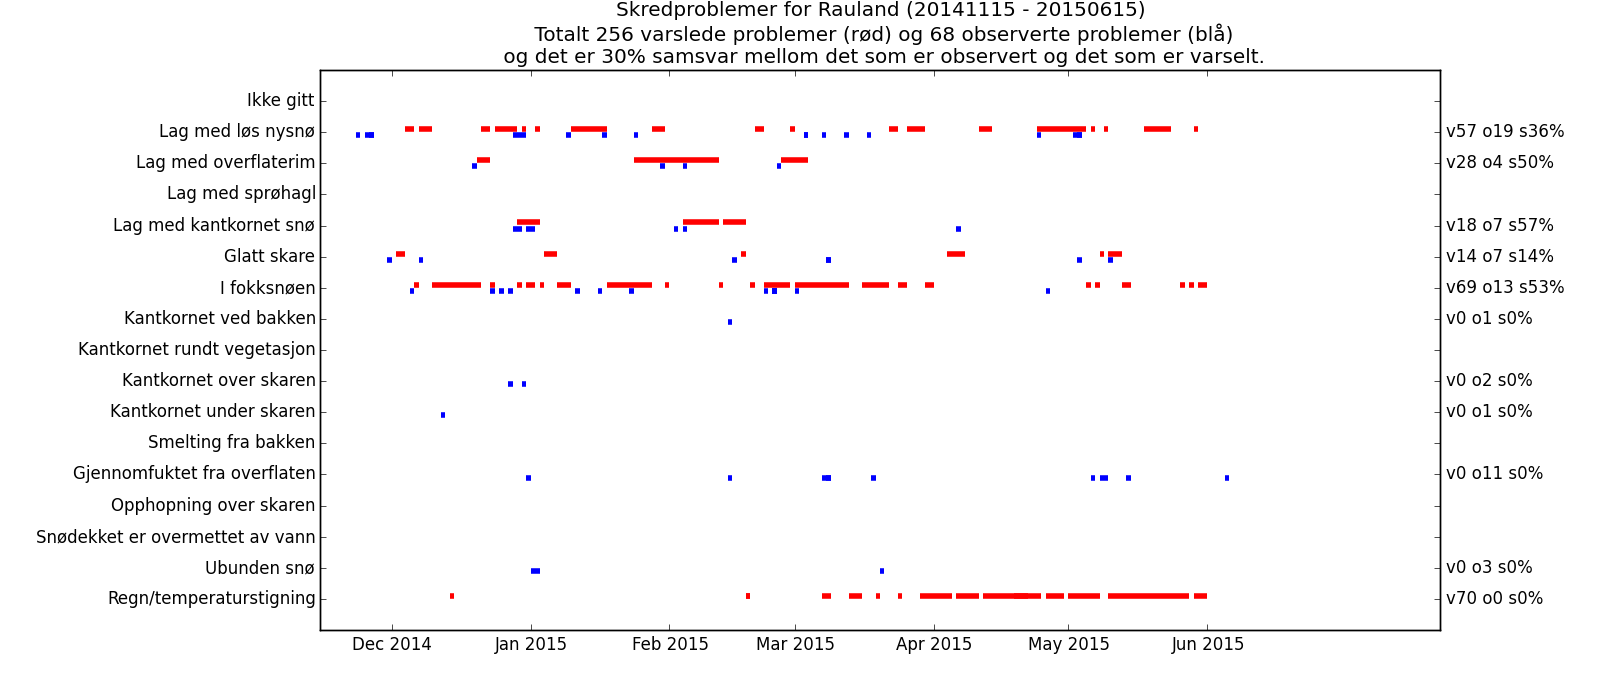 Skredproblemer for Rauland (20141115 - 20150615)
Totalt 256 varslede problemer (rød) og 68 observerte problemer (blå)
og det er 30% samsvar mellom det som er observert og det som er varselt.
Ikke gitt
Lag med løs nysnø v57 o19 s36%
Lag med overflaterim v28 o4 s50%
Lag med sprøhagl
Lag med kantkornet snø v18 o7 s57%
Glatt skare v14 o7 s14%
I fokksnøen v69 o13 s53%
Kantkornet ved bakken v0 o1 s0%
Kantkornet rundt vegetasjon
Kantkornet over skaren v0 o2 s0%
Kantkornet under skaren v0 o1 s0%
Smelting fra bakken
Gjennomfuktet fra overflaten v0 o11 s0%
Opphopning over skaren
Snødekket er overmettet av vann
Ubunden snø v0 o3 s0%
Regn/temperaturstigning v70 o0 s0%
Dec 2014 Jan 2015 Feb 2015 Mar 2015 Apr 2015 May 2015 Jun 2015